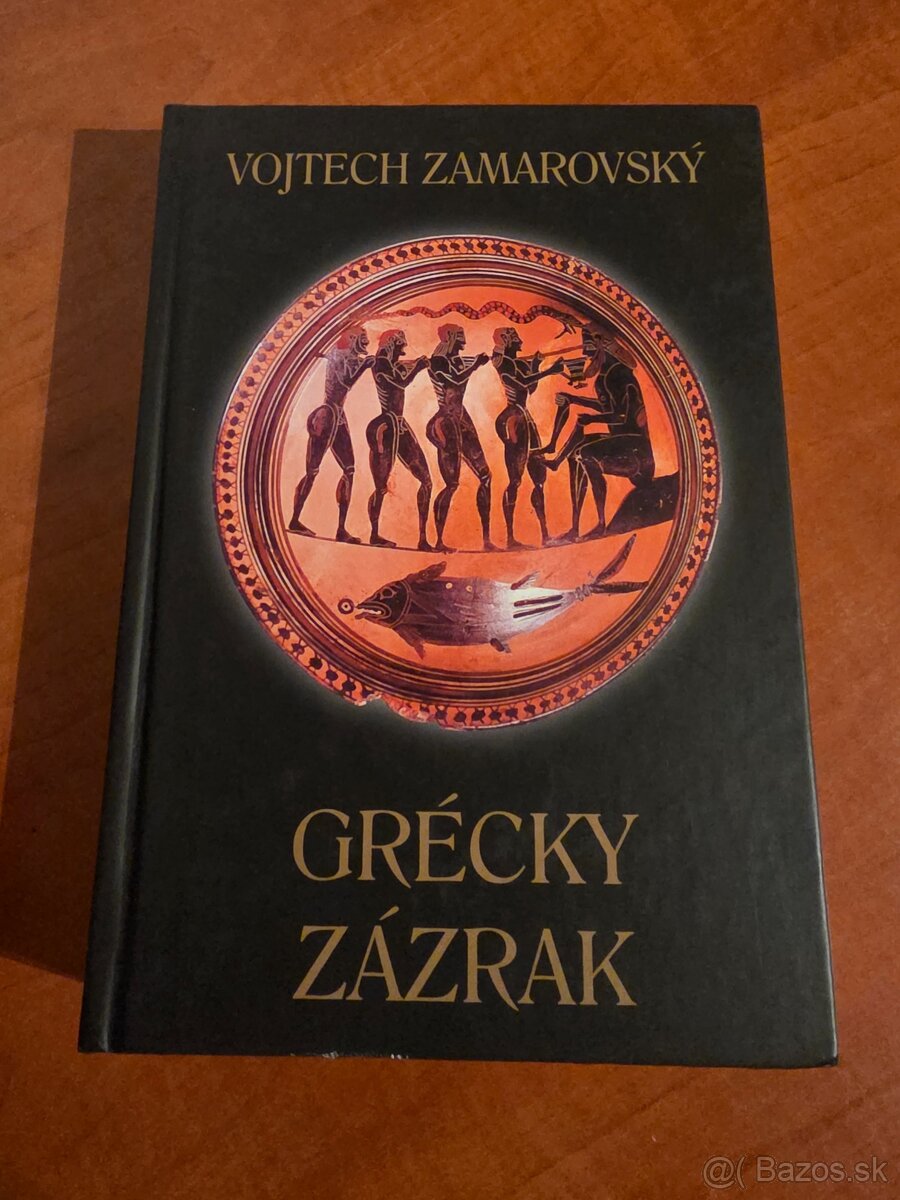 VOJTECH ZAMAROVSKÝ
GRÉCKY
ZÁZRAK
@( Bazos.sk